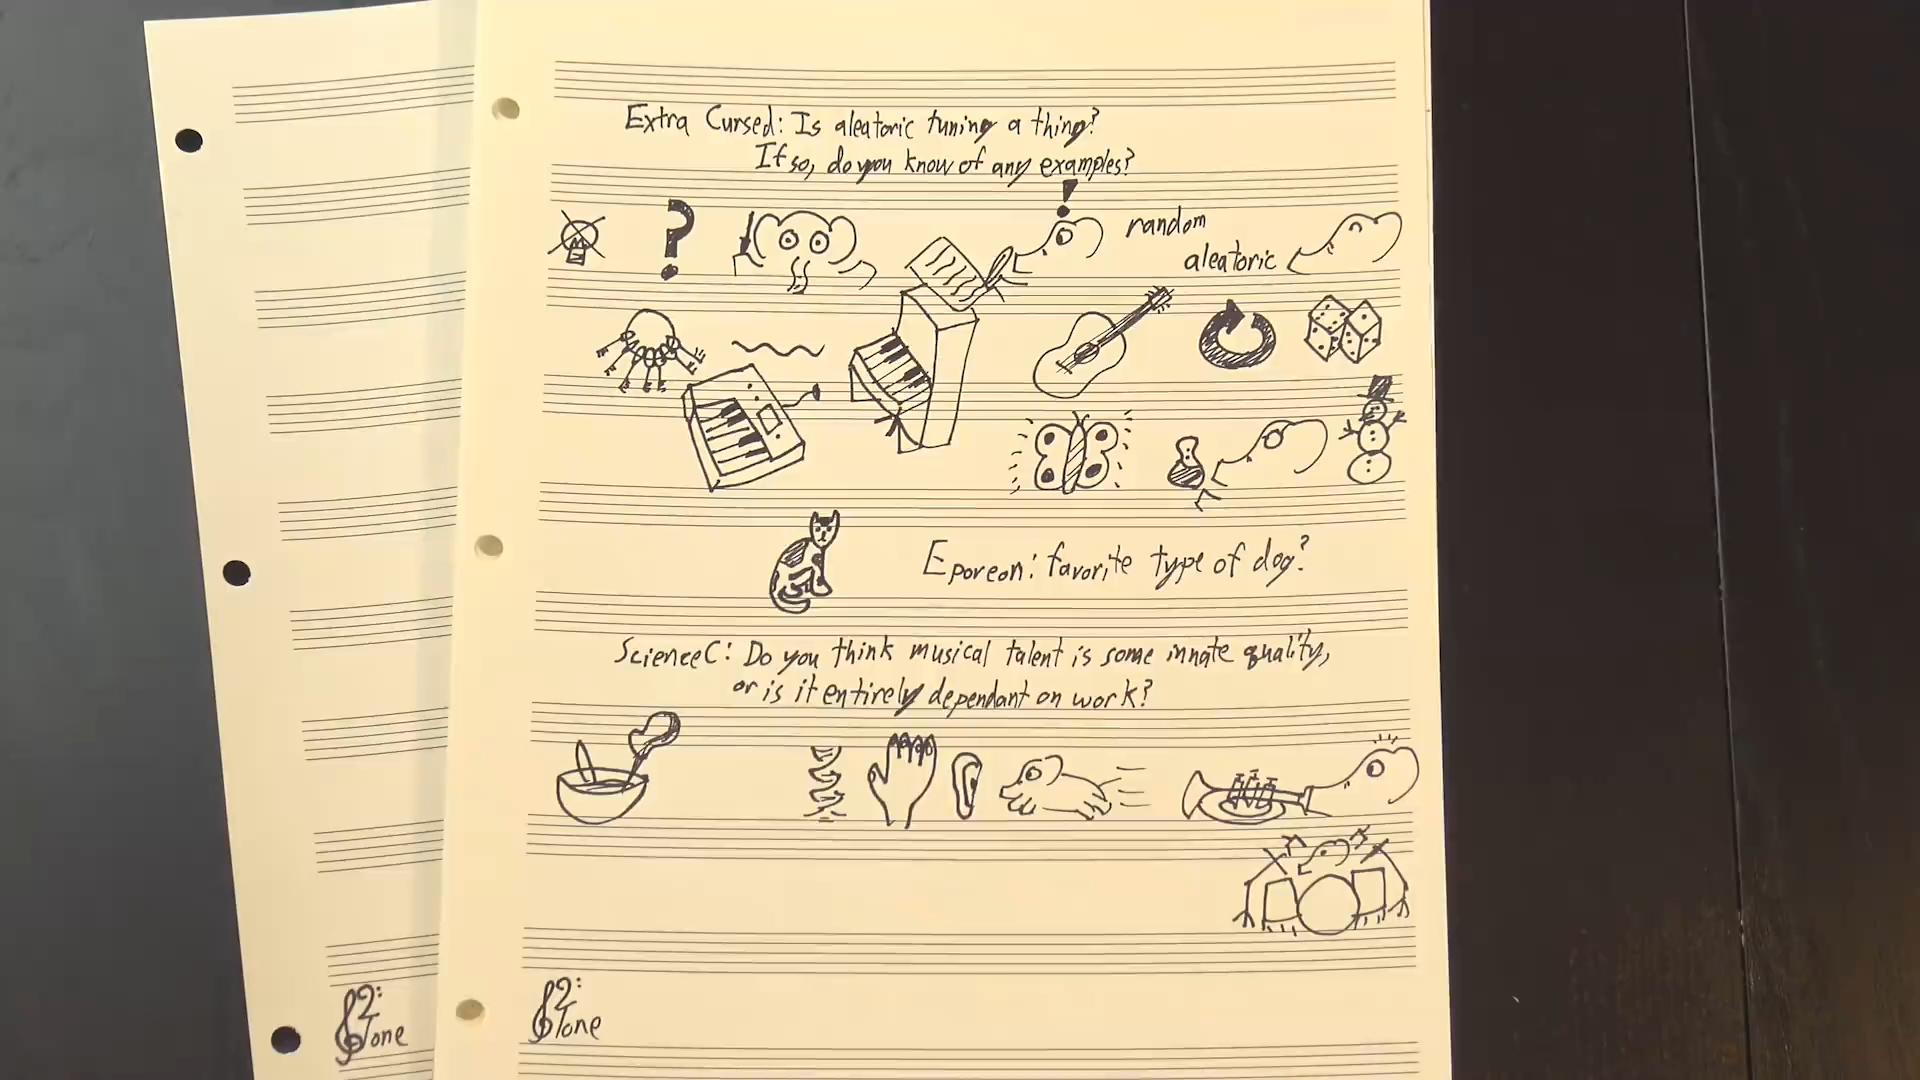 Extra Cursed: Is aleatoric tuning a thing?
If so, do you know of any examples?
?
!
random
aleatoric
Eporeon: favorite type of dog?
ScienceC: Do you think musical talent is some innate quality,
or is it entirely dependant on work?
12tone
12tone